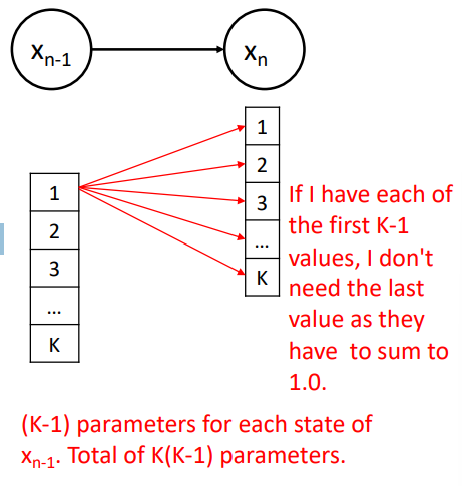 Xn-1
Xn
1
2
3
...
K
1
2
3
...
K
If I have each of
the first K-1
values, I don't
need the last
value as they
have to sum to
1.0.
(K-1) parameters for each state of
xn-1. Total of K(K-1) parameters.